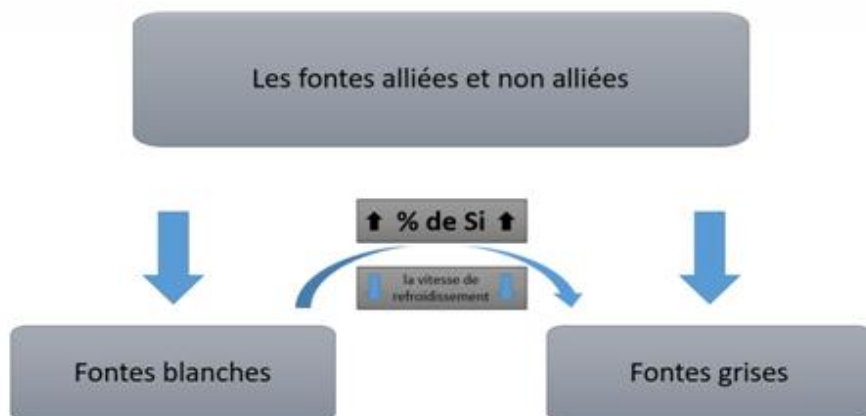 Les fontes alliées et non alliées
% de Si
la vitesse de
refroidissement
Fontes blanches
Fontes grises